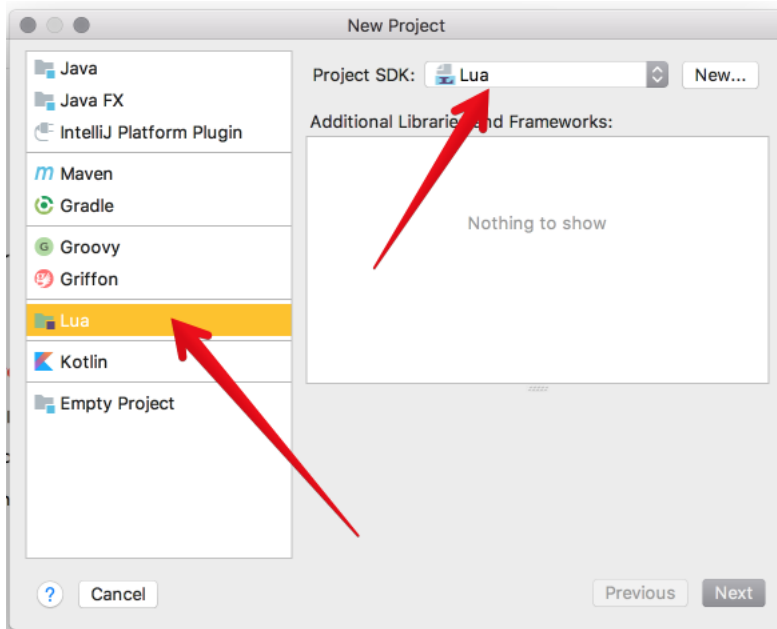 New Project
Java
Java FX
IntelliJ Platform Plugin
Maven
Gradle
Groovy
Griffon
Lua
Kotlin
Empty Project
Project SDK: Lua New...
Additional Libraries and Frameworks:
Nothing to show
? Cancel Previous Next